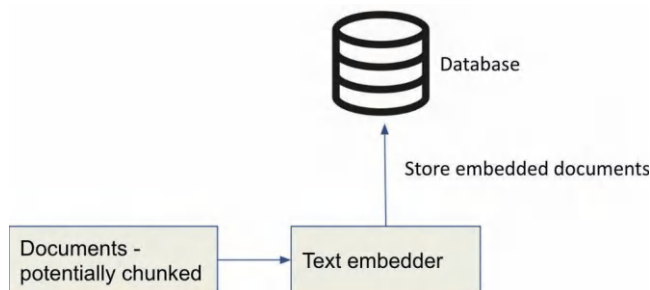 Database
Store embedded documents
Documents -
potentially chunked
Text embedder